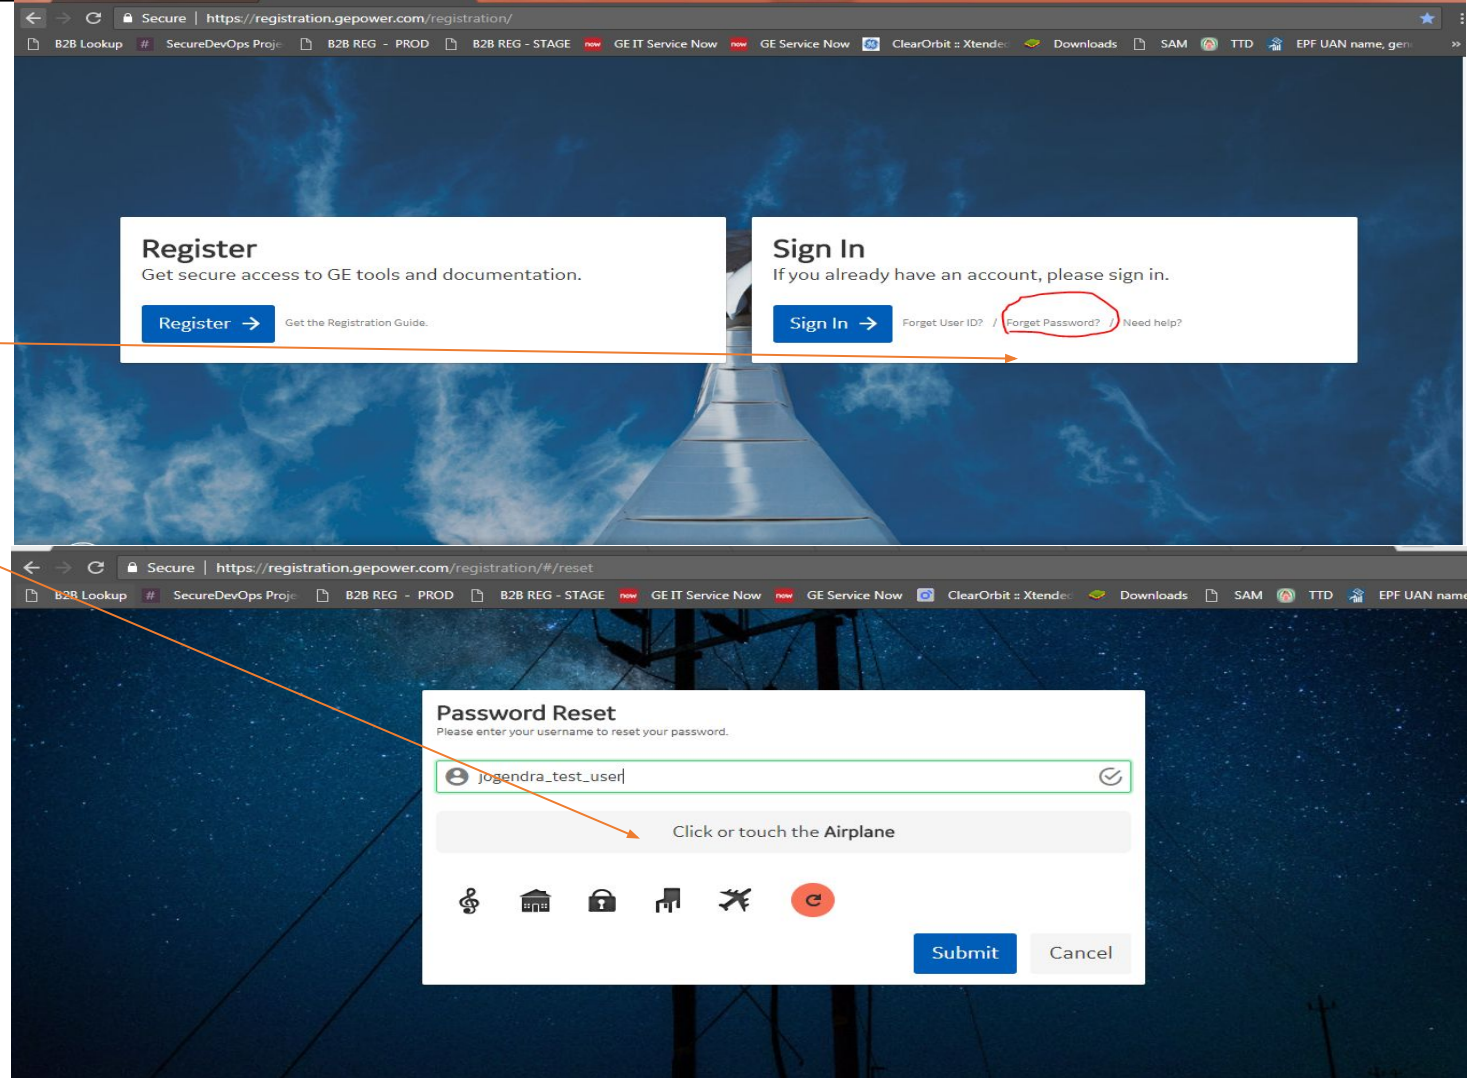 Secure | https://registration.gepower.com/registration/
B2B Lookup # SecureDevOps Proje B2B REG - PROD B2B REG - STAGE now GE IT Service Now now GE Service Now ClearOrbit :: Xtended Downloads SAM TTD EPF UAN name, gen »
Register
Get secure access to GE tools and documentation.
Register → Get the Registration Guide.
Sign In
If you already have an account, please sign in.
Sign In → Forget User ID? / Forget Password? / Need help?
Secure | https://registration.gepower.com/registration/#/reset
B2B Lookup # SecureDevOps Proje B2B REG - PROD B2B REG - STAGE now GE IT Service Now now GE Service Now ClearOrbit :: Xtended Downloads SAM TTD EPF UAN name
Password Reset
Please enter your username to reset your password.
jogendra_test_user
Click or touch the Airplane
Submit Cancel